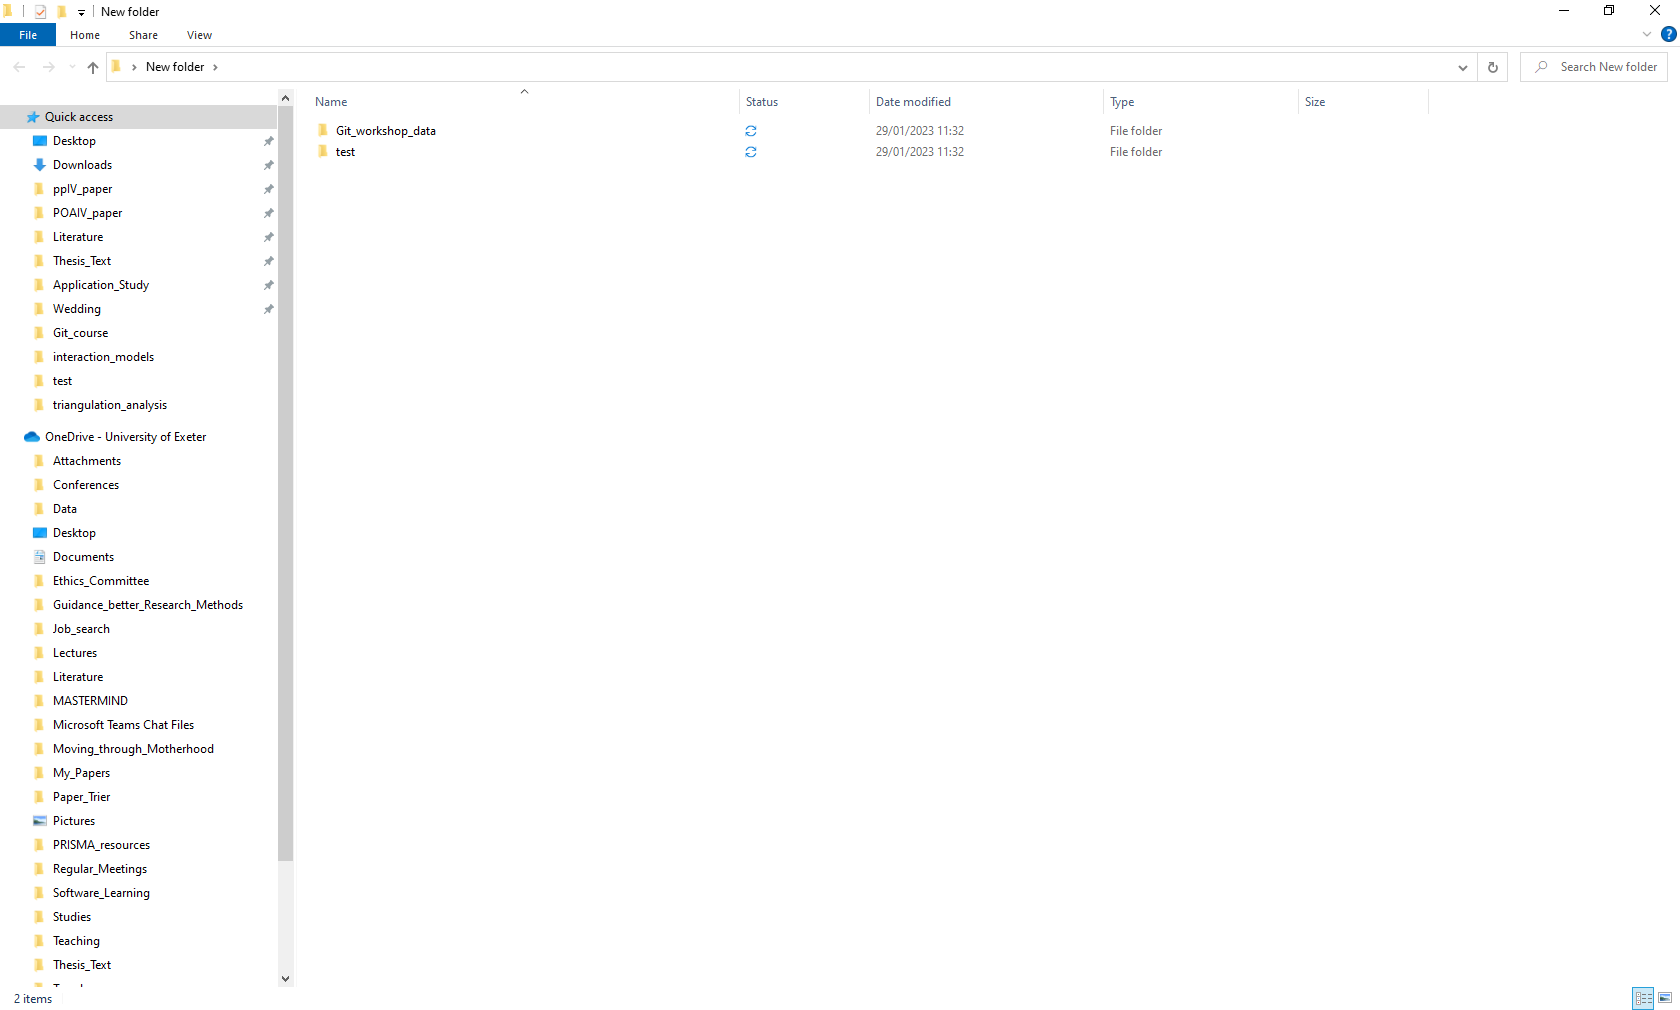 New folder
File Home Share View
New folder Search New folder
Name Status Date modified Type Size
Git_workshop_data 29/01/2023 11:32 File folder
test 29/01/2023 11:32 File folder
Quick access
Desktop
Downloads
ppIV_paper
POAIV_paper
Literature
Thesis_Text
Application_Study
Wedding
Git_course
interaction_models
test
triangulation_analysis
OneDrive - University of Exeter
Attachments
Conferences
Data
Desktop
Documents
Ethics_Committee
Guidance_better_Research_Methods
Job_search
Lectures
Literature
MASTERMIND
Microsoft Teams Chat Files
Moving_through_Motherhood
My_Papers
Paper_Trier
Pictures
PRISMA_resources
Regular_Meetings
Software_Learning
Studies
Teaching
Thesis_Text
2 items